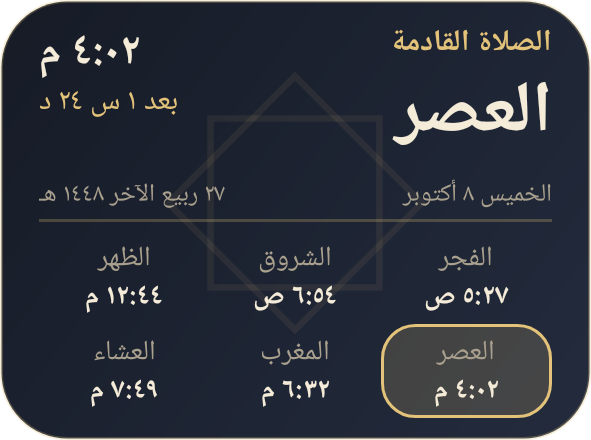 الصلاة القادمة
العصر
٤:٠٢ م
بعد ١ س ٢٤ د
الخميس ٨ أكتوبر
٢٧ ربيع الآخر ١٤٤٨ هـ
الفجر الشروق الظهر
٥:٢٧ ص ٦:٥٤ ص ١٢:٤٤ م
العصر المغرب العشاء
٤:٠٢ م ٦:٣٢ م ٧:٤٩ م